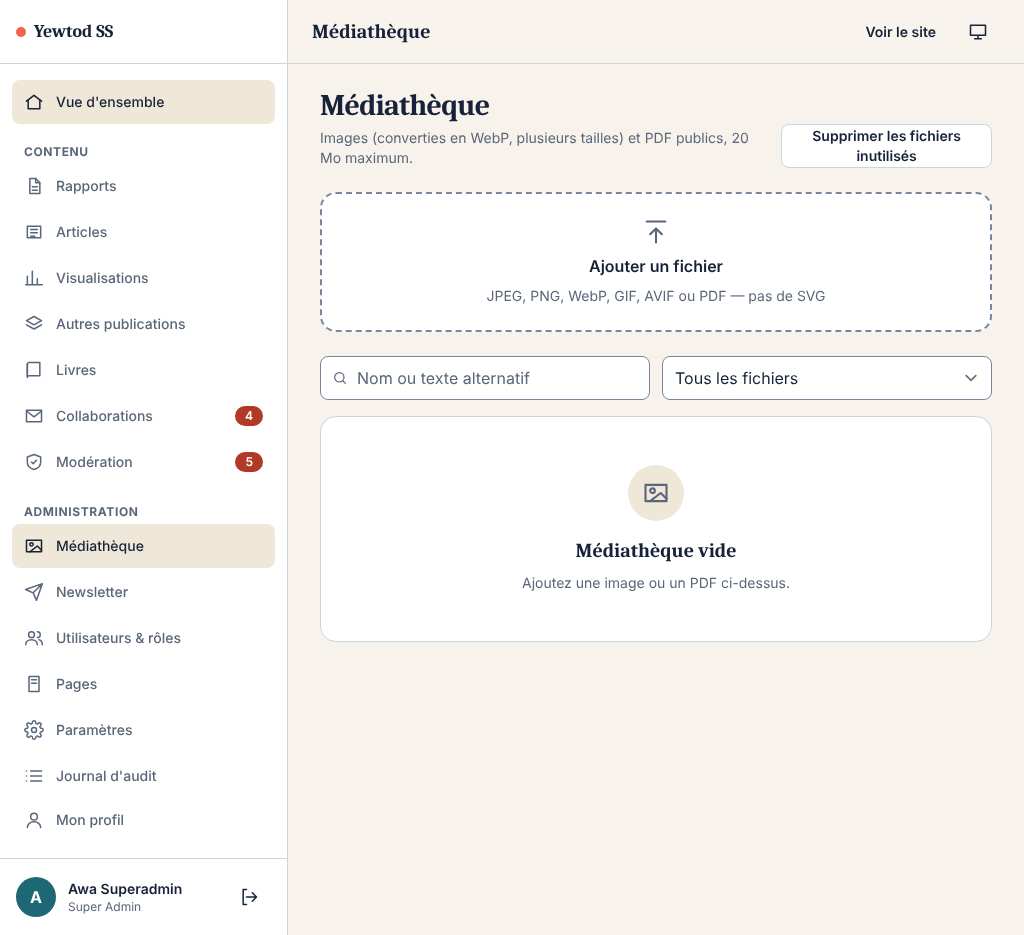 Yewtod SS
Vue d'ensemble
CONTENU
Rapports
Articles
Visualisations
Autres publications
Livres
Collaborations 4
Modération 5
ADMINISTRATION
Médiathèque
Newsletter
Utilisateurs & rôles
Pages
Paramètres
Journal d'audit
Mon profil
A
Awa Superadmin
Super Admin
Médiathèque
Voir le site
Médiathèque
Images (converties en WebP, plusieurs tailles) et PDF publics, 20
Mo maximum.
Supprimer les fichiers
inutilisés
Ajouter un fichier
JPEG, PNG, WebP, GIF, AVIF ou PDF — pas de SVG
Nom ou texte alternatif
Tous les fichiers
Médiathèque vide
Ajoutez une image ou un PDF ci-dessus.